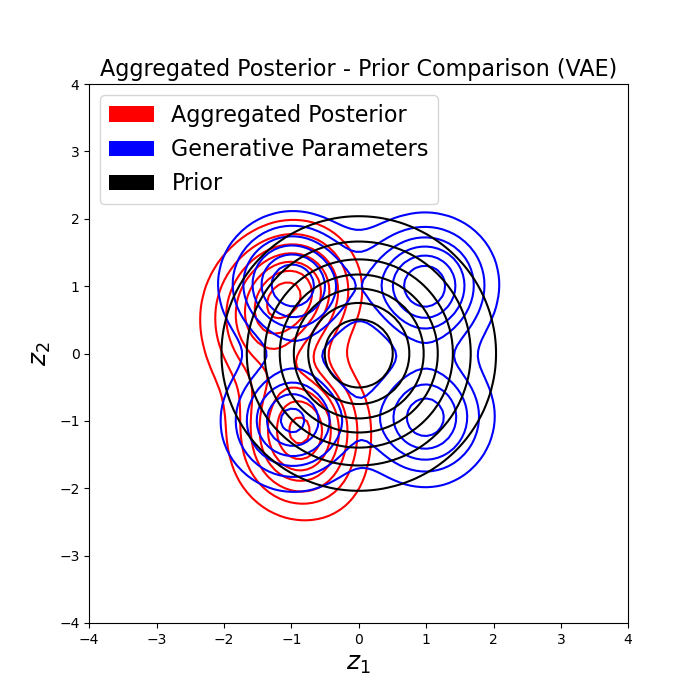 Aggregated Posterior - Prior Comparison (VAE)
Aggregated Posterior
Generative Parameters
Prior
4
3
2
1
0
−1
−2
−3
−4
z2
−4 −3 −2 −1 0 1 2 3 4
z1